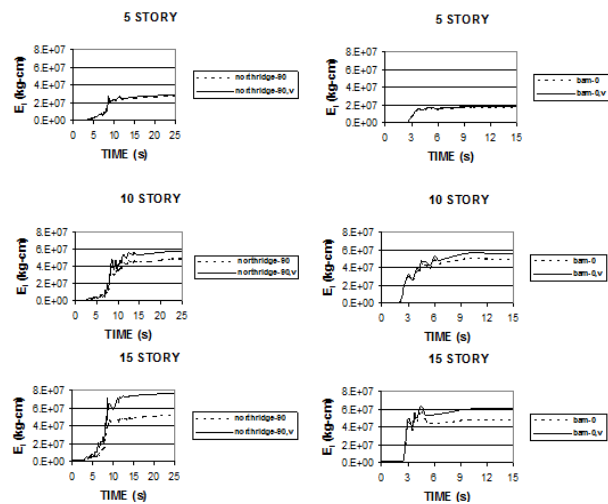 5 STORY
8.E+07
6.E+07
4.E+07
2.E+07
0.E+00
E_I (kg-cm)
0 5 10 15 20 25
TIME (s)
northridge-90
northridge-90,v
5 STORY
8.E+07
6.E+07
4.E+07
2.E+07
0.E+00
E_I (kg-cm)
0 3 6 9 12 15
TIME (s)
bam-0
bam-0,v
10 STORY
8.E+07
6.E+07
4.E+07
2.E+07
0.E+00
E_I (kg-cm)
0 5 10 15 20 25
TIME (s)
northridge-90
northridge-90,v
10 STORY
8.E+07
6.E+07
4.E+07
2.E+07
0.E+00
E_I (kg-cm)
0 3 6 9 12 15
TIME (s)
bam-0
bam-0,v
15 STORY
8.E+07
6.E+07
4.E+07
2.E+07
0.E+00
E_I (kg-cm)
0 5 10 15 20 25
TIME (s)
northridge-90
northridge-90,v
15 STORY
8.E+07
6.E+07
4.E+07
2.E+07
0.E+00
E_I (kg-cm)
0 3 6 9 12 15
TIME (s)
bam-0
bam-0,v